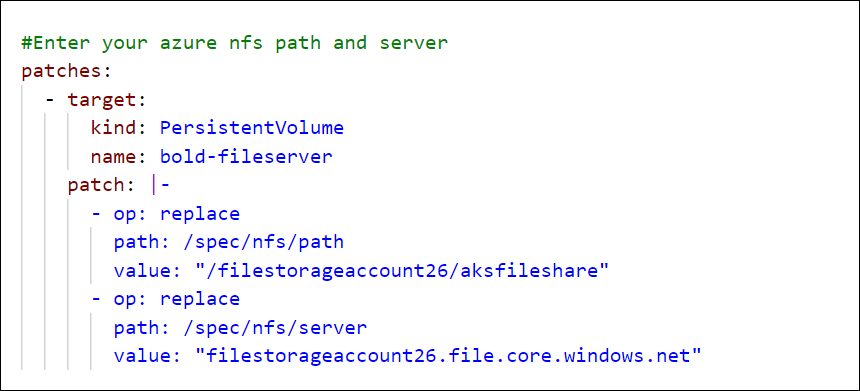 #Enter your azure nfs path and server
patches:
  - target:
      kind: PersistentVolume
      name: bold-fileserver
    patch: |-
      - op: replace
        path: /spec/nfs/path
        value: "/filestorageaccount26/aksfileshare"
      - op: replace
        path: /spec/nfs/server
        value: "filestorageaccount26.file.core.windows.net"